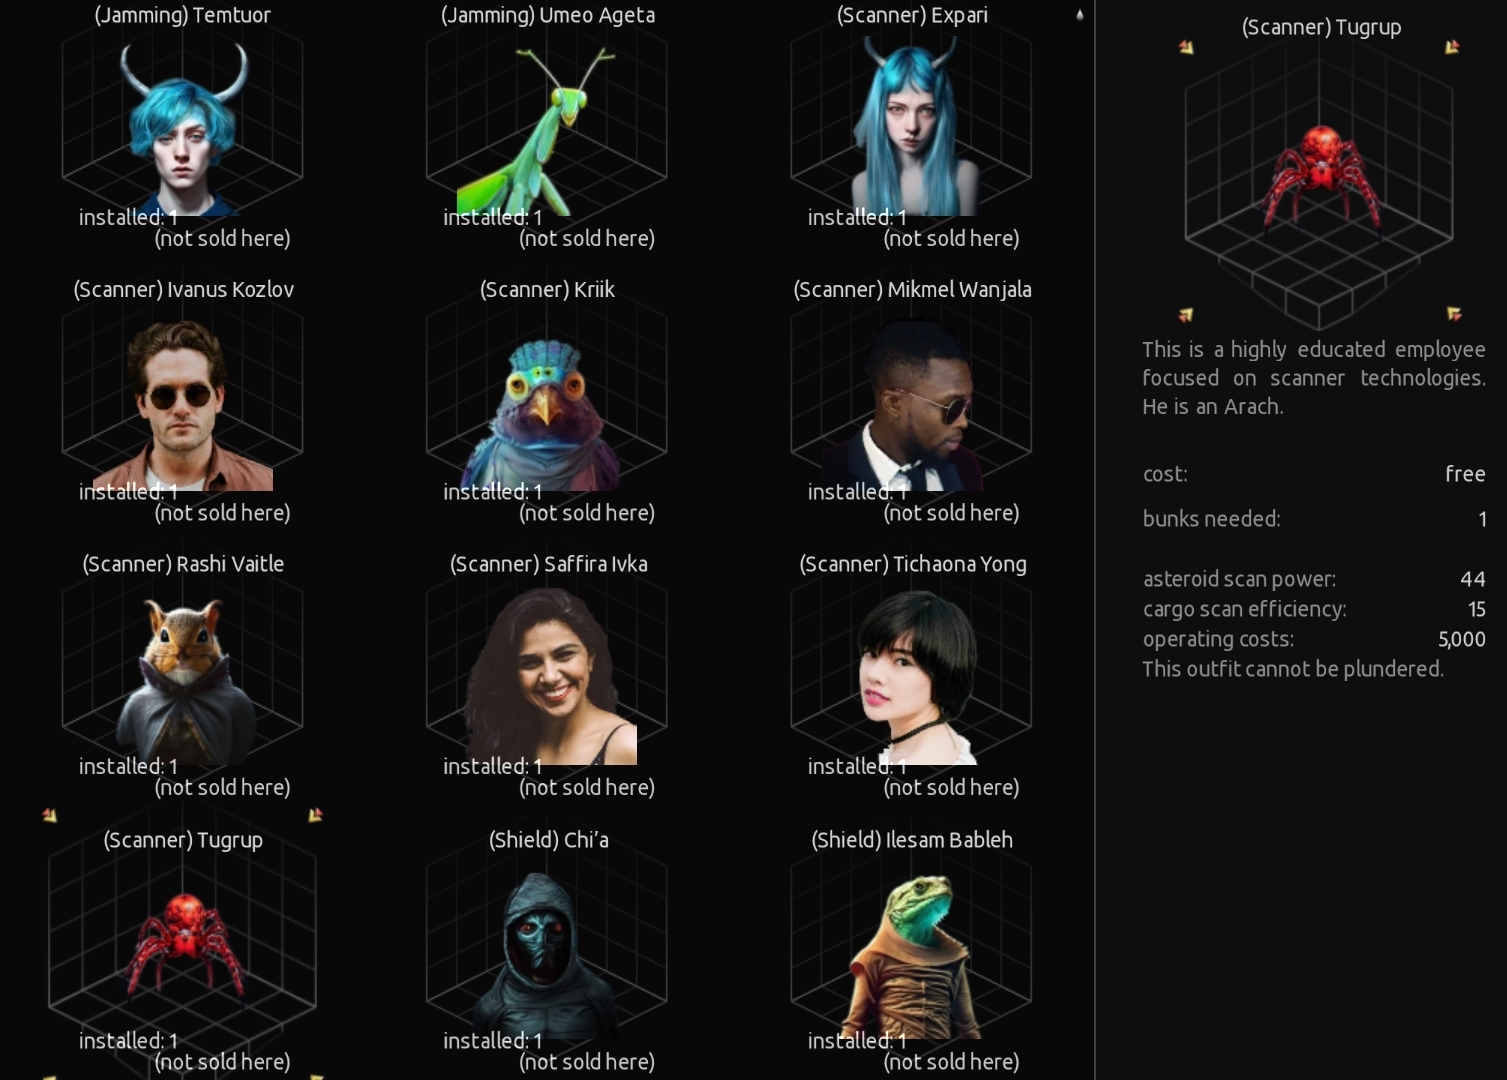 (Jamming) Temtuor
(Jamming) Umeo Ageta
(Scanner) Expari
installed: 1
(not sold here)
installed: 1
(not sold here)
installed: 1
(not sold here)
(Scanner) Ivanus Kozlov
(Scanner) Kriik
(Scanner) Mikmel Wanjala
installed: 1
(not sold here)
installed: 1
(not sold here)
installed: 1
(not sold here)
(Scanner) Rashi Vaitle
(Scanner) Saffira Ivka
(Scanner) Tichaona Yong
installed: 1
(not sold here)
installed: 1
(not sold here)
installed: 1
(not sold here)
(Scanner) Tugrup
(Shield) Chi’a
(Shield) Ilesam Bableh
installed: 1
(not sold here)
installed: 1
(not sold here)
installed: 1
(not sold here)
(Scanner) Tugrup
This is a highly educated employee
focused on scanner technologies.
He is an Arach.
cost: free
bunks needed: 1
asteroid scan power: 44
cargo scan efficiency: 15
operating costs: 5,000
This outfit cannot be plundered.